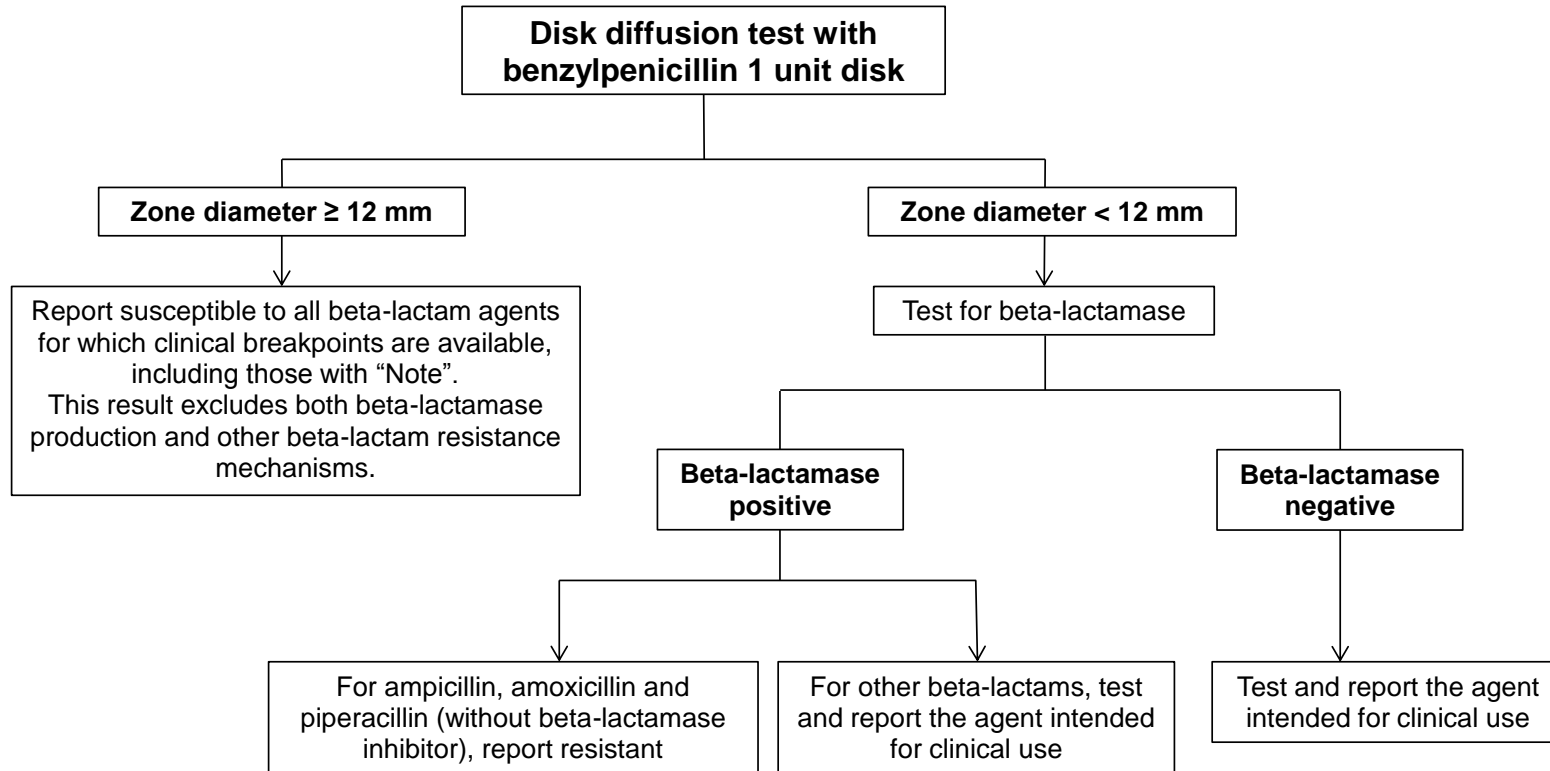 Disk diffusion test with
benzylpenicillin 1 unit disk
Zone diameter ≥ 12 mm
Zone diameter < 12 mm
Report susceptible to all beta-lactam agents
for which clinical breakpoints are available,
including those with “Note”.
This result excludes both beta-lactamase
production and other beta-lactam resistance
mechanisms.
Test for beta-lactamase
Beta-lactamase
positive
Beta-lactamase
negative
For ampicillin, amoxicillin and
piperacillin (without beta-lactamase
inhibitor), report resistant
For other beta-lactams, test
and report the agent intended
for clinical use
Test and report the agent
intended for clinical use